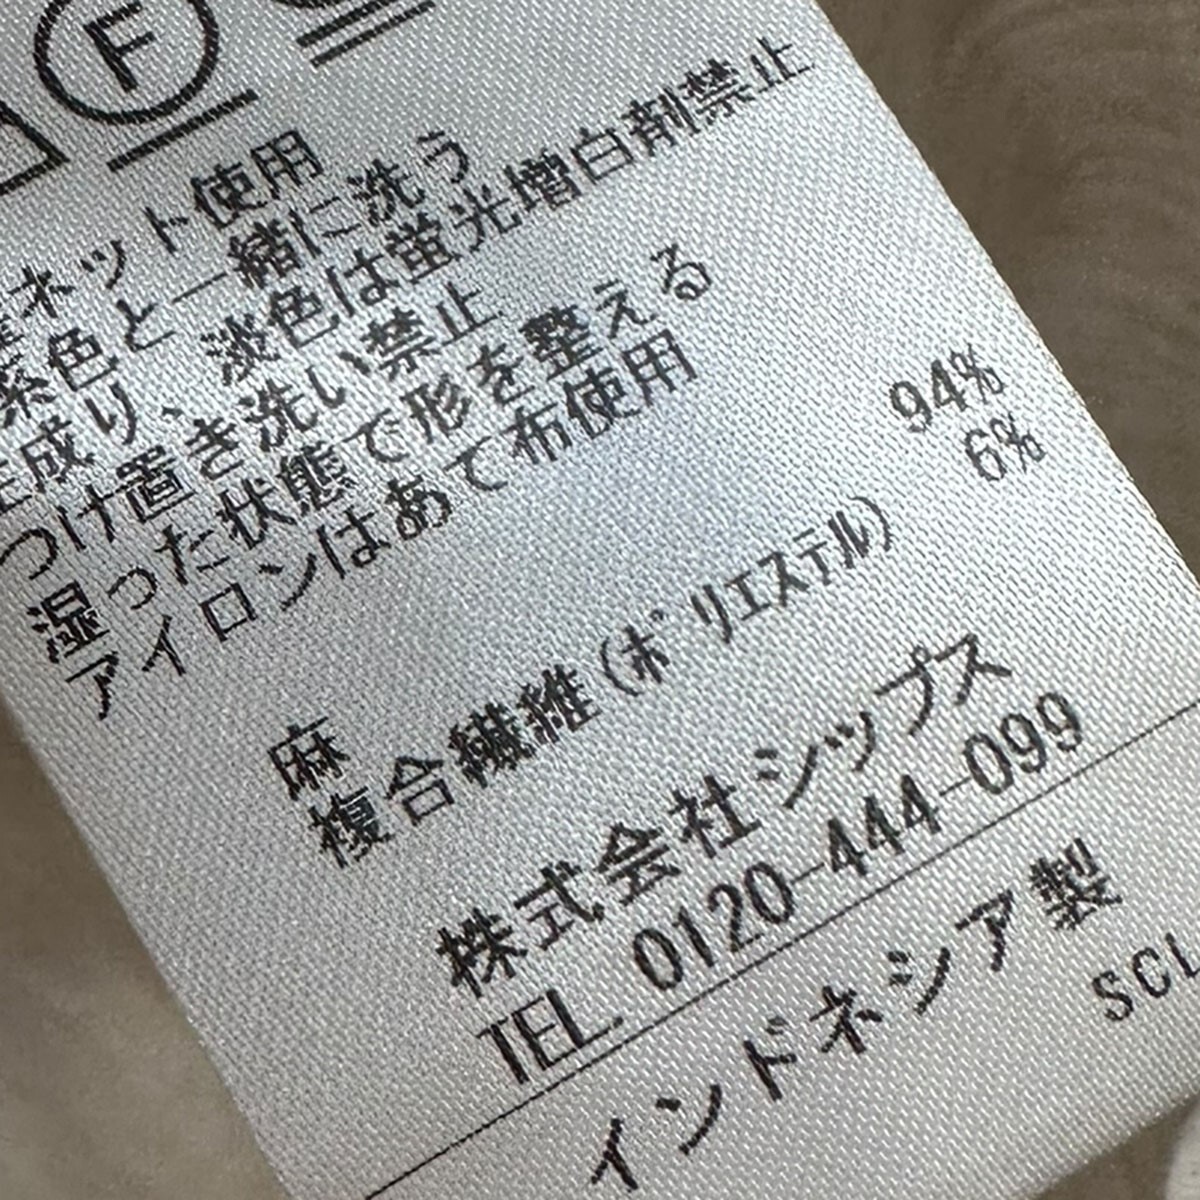 F
ネット使用
系色と一緒に洗う
生成り、淡色は蛍光増白剤禁止
つけ置き洗い禁止
湿った状態で形を整える
アイロンはあて布使用
麻 94%
複合繊維(ポリエステル) 6%
株式会社シップス
TEL. 0120-444-099
インドネシア製
SCL